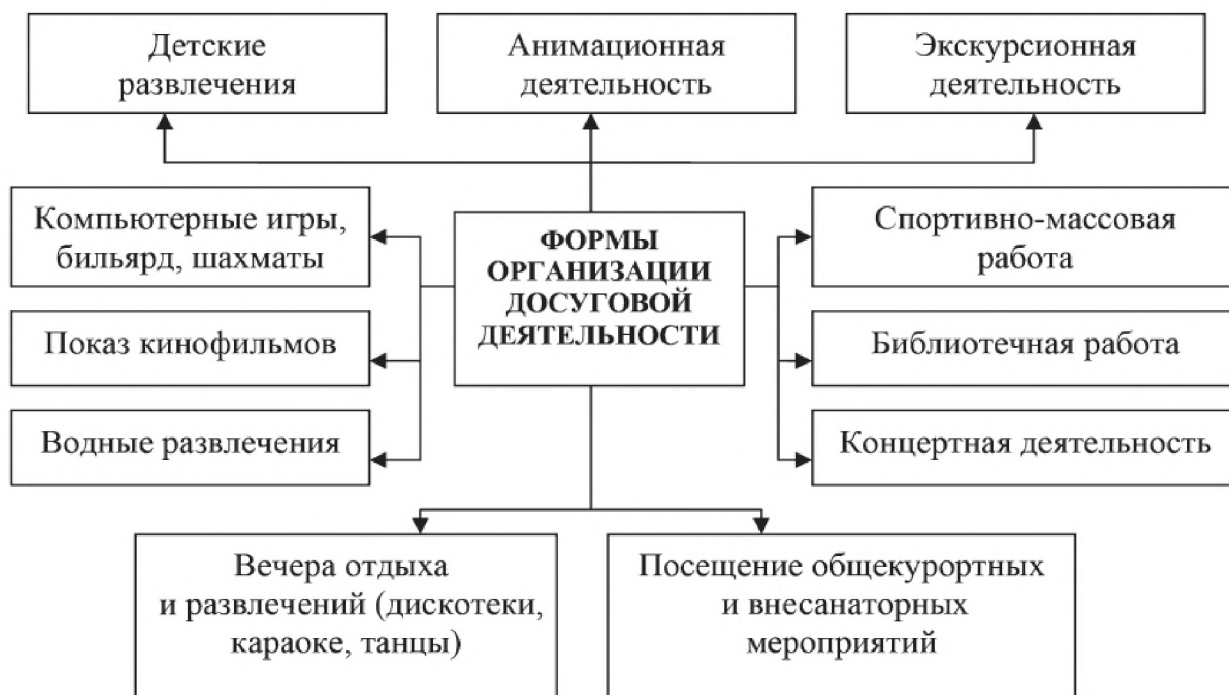 Детские
развлечения
Анимационная
деятельность
Экскурсионная
деятельность
Компьютерные игры,
бильярд, шахматы
Показ кинофильмов
Водные развлечения
ФОРМЫ
ОРГАНИЗАЦИИ
ДОСУГОВОЙ
ДЕЯТЕЛЬНОСТИ
Спортивно-массовая
работа
Библиотечная работа
Концертная деятельность
Вечера отдыха
и развлечений (дискотеки,
караоке, танцы)
Посещение общекурортных
и внесанаторных
мероприятий